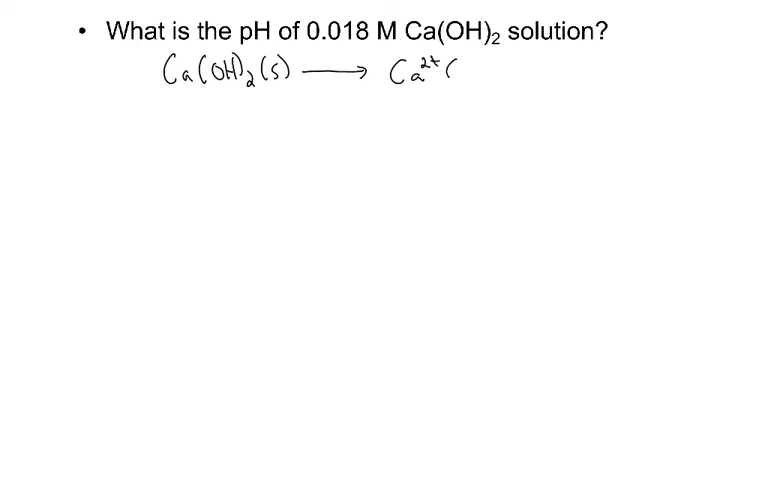 • What is the pH of 0.018 M Ca(OH)₂ solution?
Ca(OH)₂(s) ⟶ Ca²⁺(